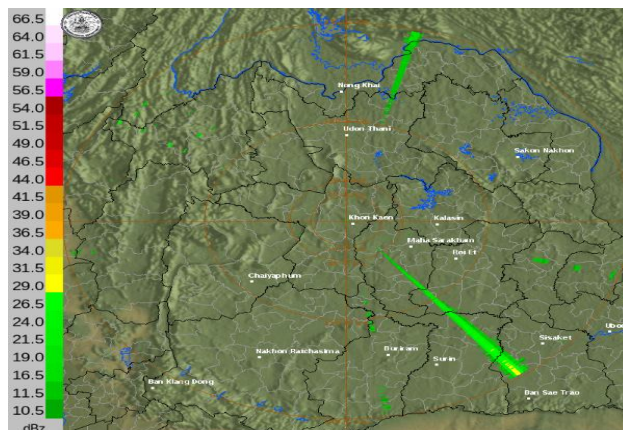 66.5
64.0
61.5
59.0
56.5
54.0
51.5
49.0
46.5
44.0
41.5
39.0
36.5
34.0
31.5
29.0
26.5
24.0
21.5
19.0
16.5
11.5
10.5
dBz
Nong Khai
Udon Thani
Sakon Nakhon
Khon Kaen
Kalasin
Maha Sarakham
Roi Et
Chaiyaphum
Ubon
Sisaket
Nakhon Ratchasima
Buriram
Surin
Ban Klang Dong
Ban Sae Trao